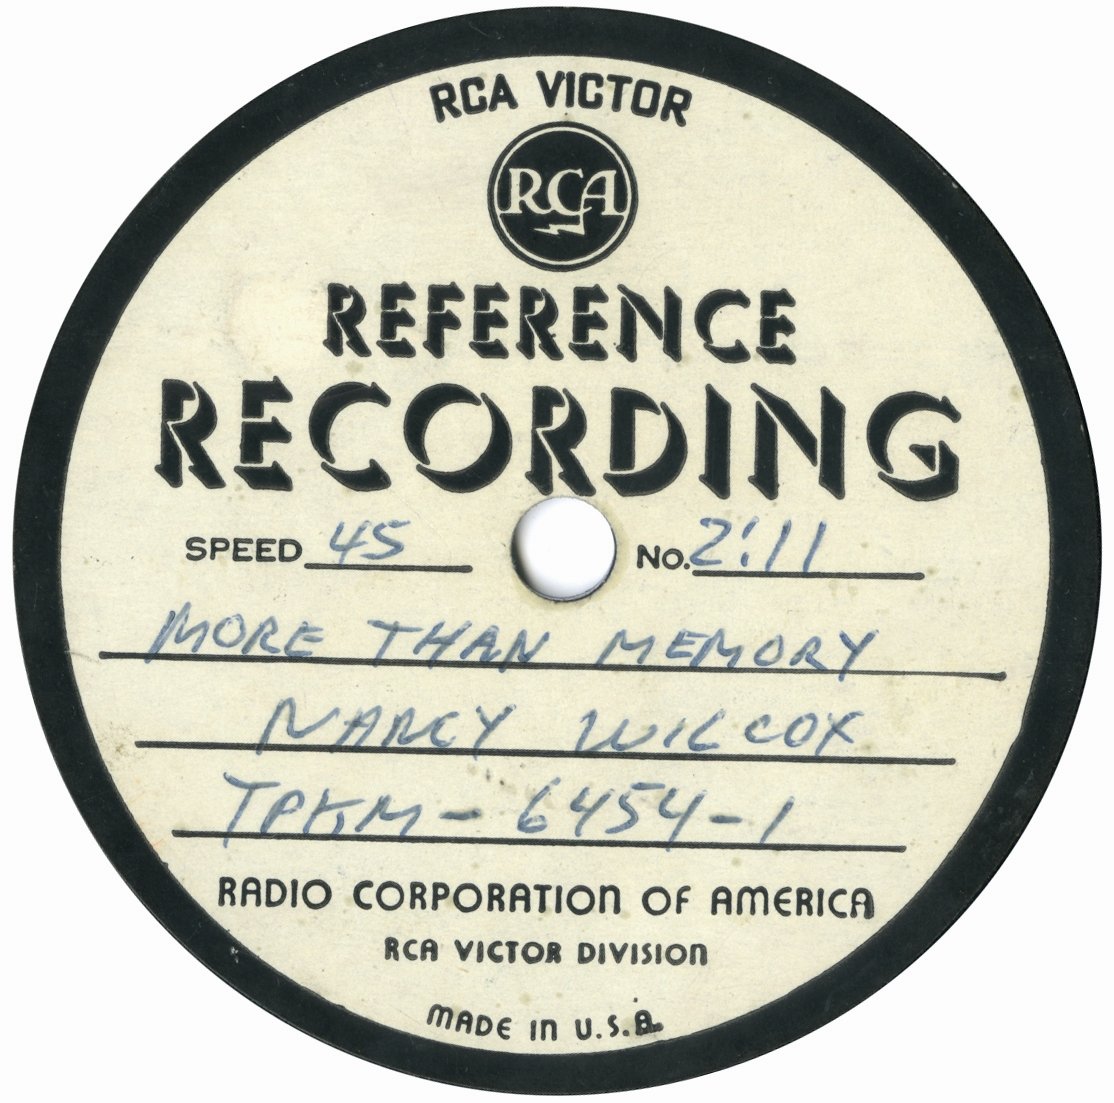 RCA VICTOR
RCA
REFERENCE
RECORDING
SPEED 45 No. 2:11
MORE THAN MEMORY
NANCY WILCOX
TPKM-6454-1
RADIO CORPORATION OF AMERICA
RCA VICTOR DIVISION
MADE IN U.S.A.